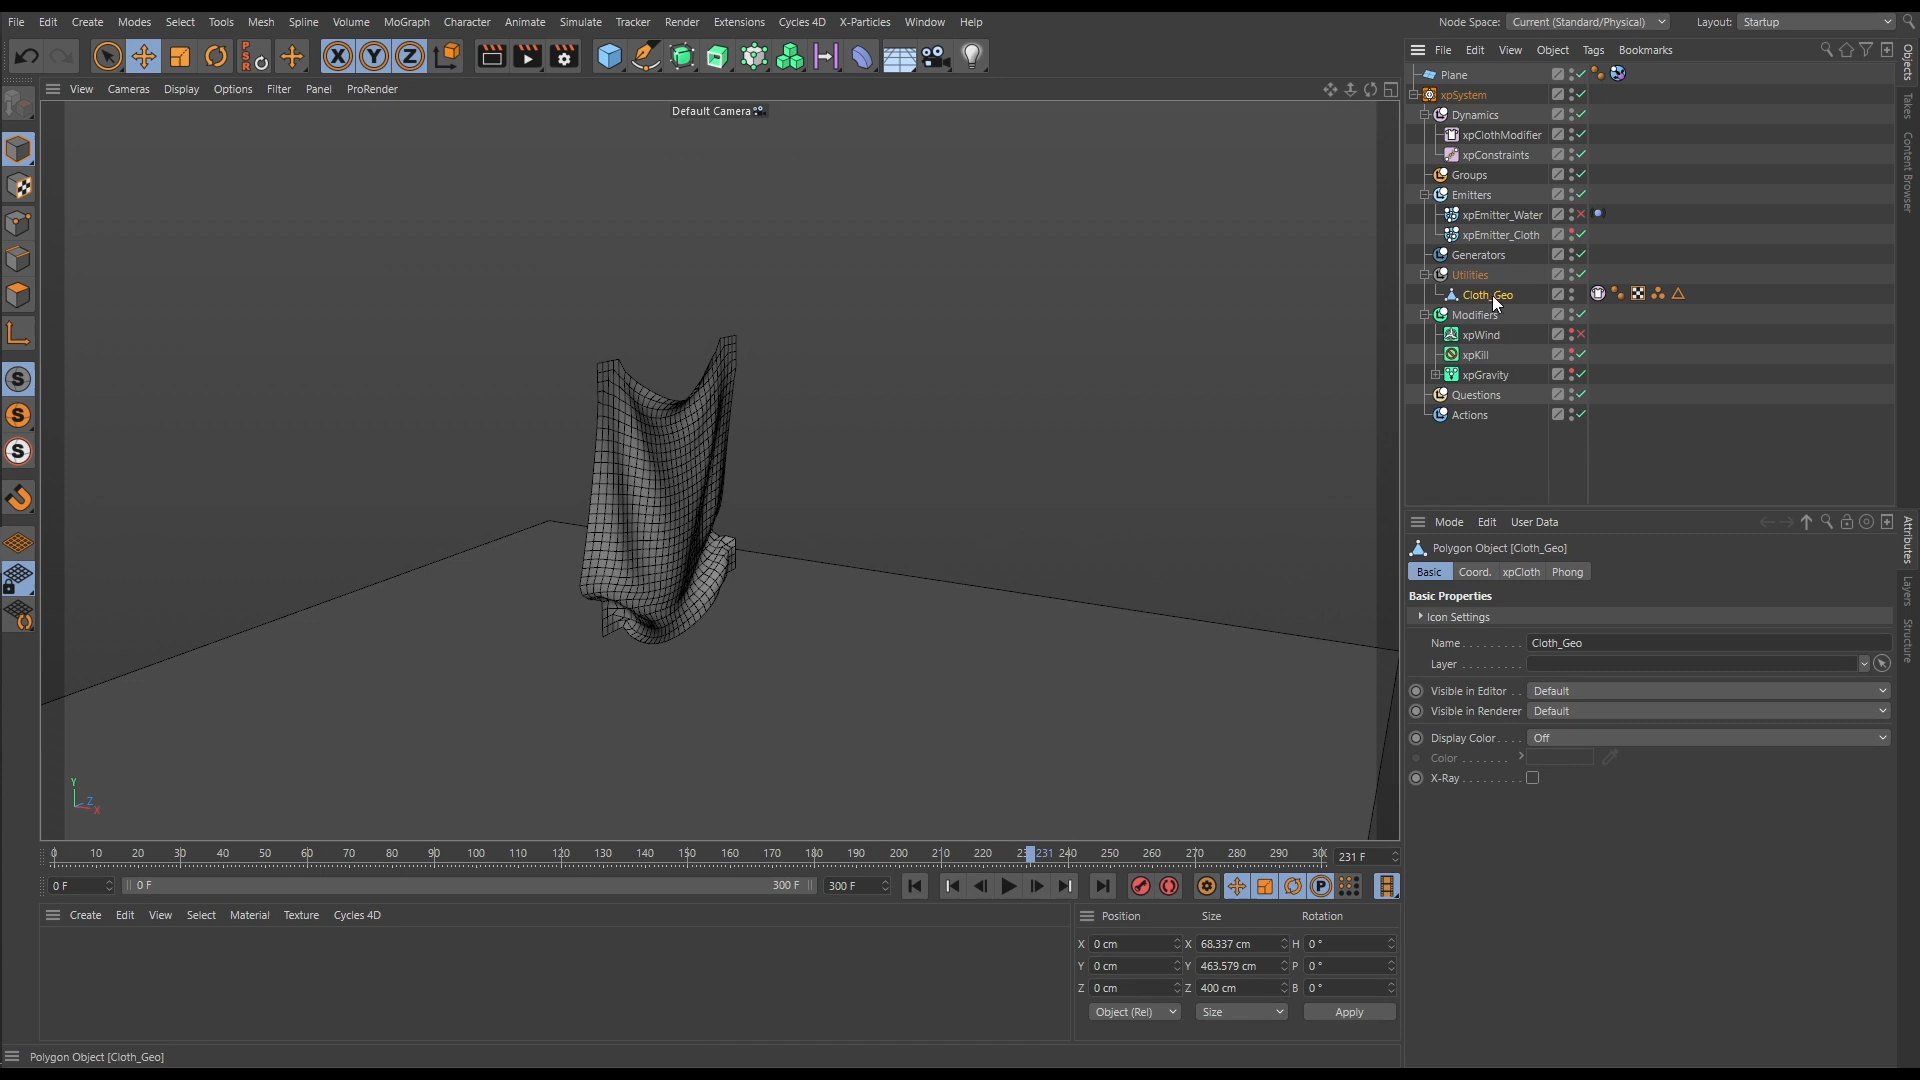 File Edit Create Modes Select Tools Mesh Spline Volume MoGraph Character Animate Simulate Tracker Render Extensions Cycles 4D X-Particles Window Help
Node Space: Current (Standard/Physical) Layout: Startup
PSR X Y Z
File Edit View Object Tags Bookmarks
View Cameras Display Options Filter Panel ProRender
Default Camera
Plane
xpSystem
Dynamics
xpClothModifier
xpConstraints
Groups
Emitters
xpEmitter_Water
xpEmitter_Cloth
Generators
Utilities
Cloth_Geo
Modifiers
xpWind
xpKill
xpGravity
Questions
Actions
Objects
Takes
Content Browser
S
S
S
Mode Edit User Data
Polygon Object [Cloth_Geo]
Basic Coord. xpCloth Phong
Basic Properties
Icon Settings
Name . . . . . . . . . Cloth_Geo
Layer . . . . . . . . .
Visible in Editor . . Default
Visible in Renderer Default
Display Color . . . . Off
Color . . . . . . .
X-Ray . . . . . . . . .
Attributes
Layers
Structure
Y
Z
X
0 10 20 30 40 50 60 70 80 90 100 110 120 130 140 150 160 170 180 190 200 210 220 231 240 250 260 270 280 290 231 F
0 F 0 F 300 F 300 F P
Create Edit View Select Material Texture Cycles 4D
Position Size Rotation
X 0 cm X 68.337 cm H 0 °
Y 0 cm Y 463.579 cm P 0 °
Z 0 cm Z 400 cm B 0 °
Object (Rel) Size Apply
Polygon Object [Cloth_Geo]